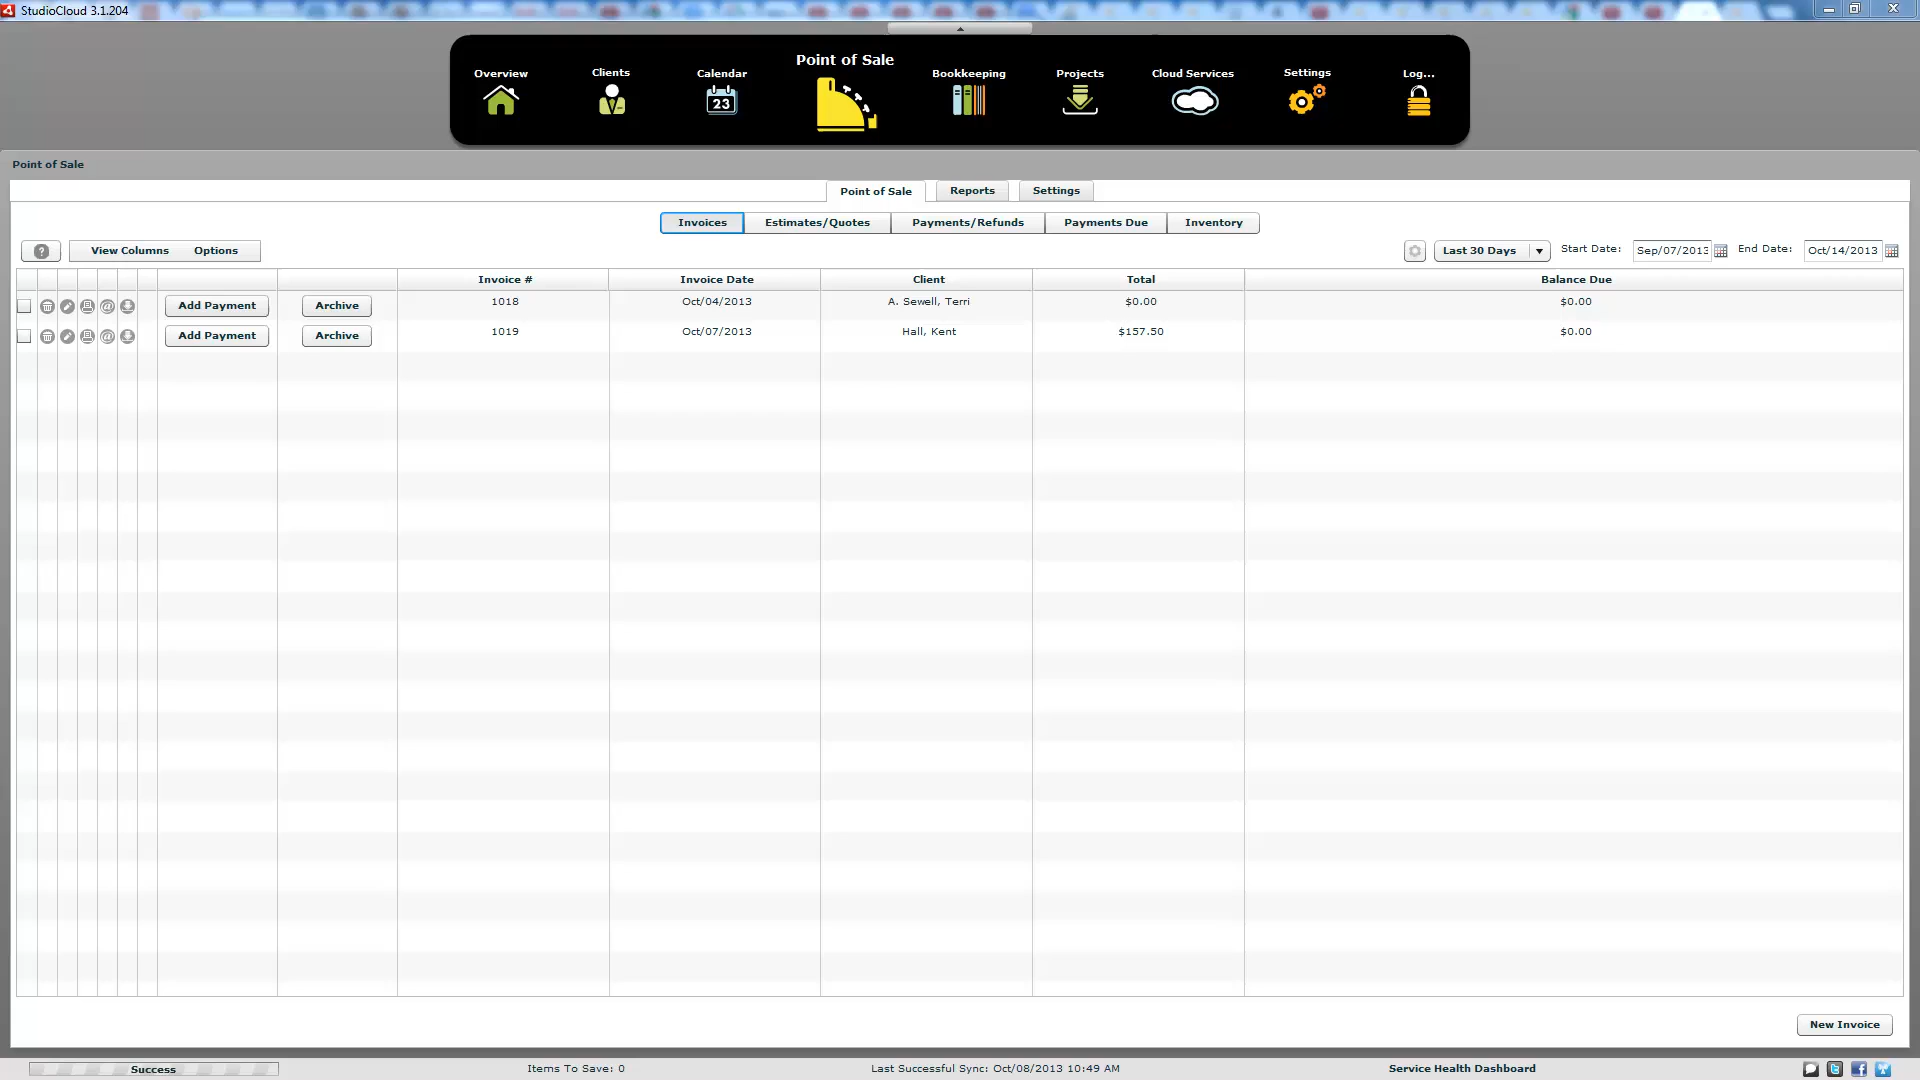 StudioCloud 3.1.204
Overview
Clients
Calendar
23
Point of Sale
Bookkeeping
Projects
Cloud Services
Settings
Log...
Point of Sale
Point of Sale Reports Settings
Invoices Estimates/Quotes Payments/Refunds Payments Due Inventory
? View Columns Options Last 30 Days Start Date: Sep/07/2013 End Date: Oct/14/2013
Invoice # Invoice Date Client Total Balance Due
Add Payment Archive 1018 Oct/04/2013 A. Sewell, Terri $0.00 $0.00
Add Payment Archive 1019 Oct/07/2013 Hall, Kent $157.50 $0.00
New Invoice
Success Items To Save: 0 Last Successful Sync: Oct/08/2013 10:49 AM Service Health Dashboard